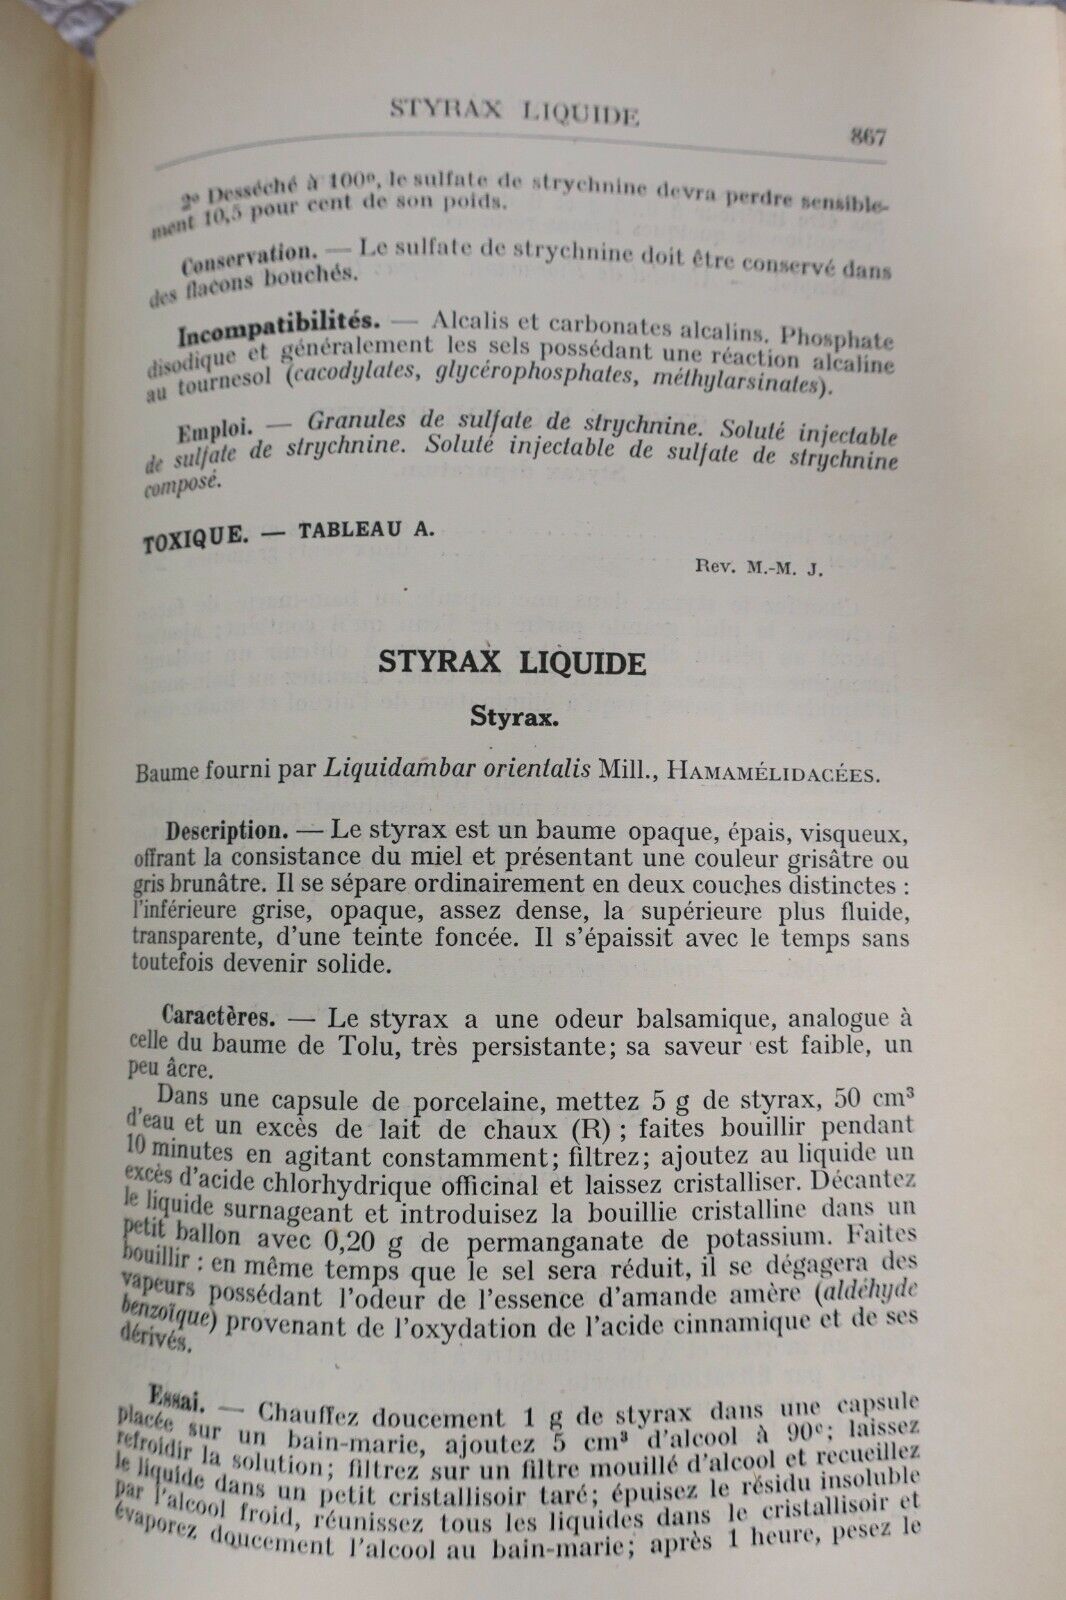 STYRAX LIQUIDE
867
2º Desséché à 100º, le sulfate de strychnine devra perdre sensible-
ment 10,5 pour cent de son poids.
Conservation. — Le sulfate de strychnine doit être conservé dans
des flacons bouchés.
Incompatibilités. — Alcalis et carbonates alcalins. Phosphate
disodique et généralement les sels possédant une réaction alcaline
au tournesol (cacodylates, glycérophosphates, méthylarsinates).
Emploi. — Granules de sulfate de strychnine. Soluté injectable
de sulfate de strychnine. Soluté injectable de sulfate de strychnine
composé.
TOXIQUE. — TABLEAU A.
Rev. M.-M. J.
STYRAX LIQUIDE
Styrax.
Baume fourni par Liquidambar orientalis Mill., HAMAMÉLIDACÉES.
Description. — Le styrax est un baume opaque, épais, visqueux,
offrant la consistance du miel et présentant une couleur grisâtre ou
gris brunâtre. Il se sépare ordinairement en deux couches distinctes :
l'inférieure grise, opaque, assez dense, la supérieure plus fluide,
transparente, d'une teinte foncée. Il s'épaissit avec le temps sans
toutefois devenir solide.
Caractères. — Le styrax a une odeur balsamique, analogue à
celle du baume de Tolu, très persistante; sa saveur est faible, un
peu âcre.
Dans une capsule de porcelaine, mettez 5 g de styrax, 50 cm³
d'eau et un excès de lait de chaux (R) ; faites bouillir pendant
10 minutes en agitant constamment; filtrez; ajoutez au liquide un
excès d'acide chlorhydrique officinal et laissez cristalliser. Décantez
le liquide surnageant et introduisez la bouillie cristalline dans un
petit ballon avec 0,20 g de permanganate de potassium. Faites
bouillir : en même temps que le sel sera réduit, il se dégagera des
vapeurs possédant l'odeur de l'essence d'amande amère (aldéhyde
benzoïque) provenant de l'oxydation de l'acide cinnamique et de ses
dérivés.
Essai. — Chauffez doucement 1 g de styrax dans une capsule
placée sur un bain-marie, ajoutez 5 cm³ d'alcool à 90º; laissez
refroidir la solution; filtrez sur un filtre mouillé d'alcool et recueillez
le liquide dans un petit cristallisoir taré; épuisez le résidu insoluble
par l'alcool froid, réunissez tous les liquides dans le cristallisoir et
évaporez doucement l'alcool au bain-marie; après 1 heure, pesez le